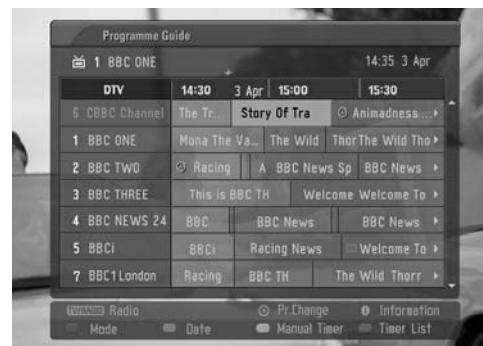 Programme Guide
1 BBC ONE 14:35 3 Apr
DTV 14:30 3 Apr 15:00 15:30
6 CBBC Channel The Tr... Story Of Tra Animadness ...
1 BBC ONE Mona The Va... The Wild Thor The Wild Tho
2 BBC TWO Racing A BBC News Sp BBC News
3 BBC THREE This is BBC TH Welcome Welcome To
4 BBC NEWS 24 BBC BBC News BBC News
5 BBCi BBCi Racing News Welcome To
7 BBC1 London Racing BBC TH The Wild Thorr
TV/RADIO Radio Pr.Change Information
Mode Date Manual Timer Timer List